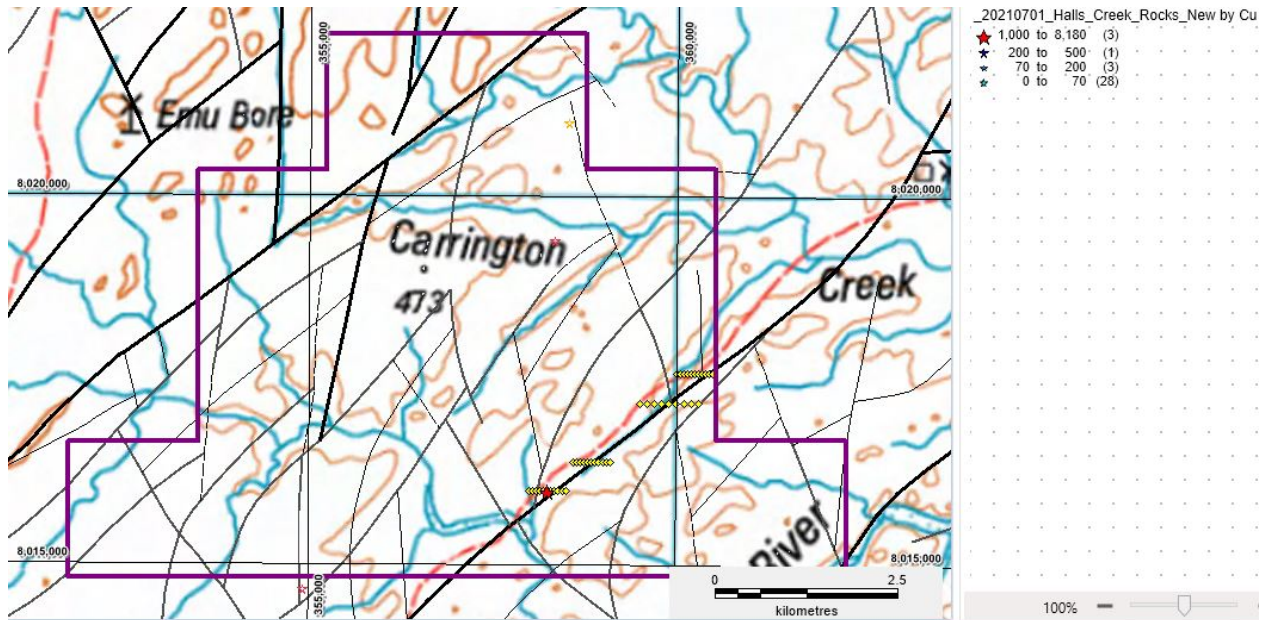 _20210701_Halls_Creek_Rocks_New by Cu
1,000 to 8,180 (3)
200 to 500 (1)
70 to 200 (3)
0 to 70 (28)
355,000
360,000
Emu Bore
8,020,000
8,020,000
Carrington
473
Creek
River
8,015,000
8,015,000
355,000
0 2.5
kilometres
100%